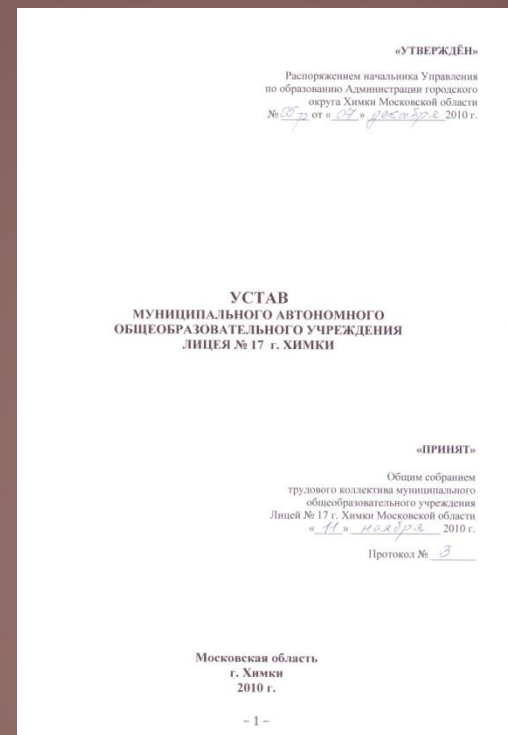 «УТВЕРЖДЁН»
Распоряжением начальника Управления
по образованию Администрации городского
округа Химки Московской области
№ 05р от « 07 » декабря 2010 г.
УСТАВ
МУНИЦИПАЛЬНОГО АВТОНОМНОГО
ОБЩЕОБРАЗОВАТЕЛЬНОГО УЧРЕЖДЕНИЯ
ЛИЦЕЯ № 17 г. ХИМКИ
«ПРИНЯТ»
Общим собранием
трудового коллектива муниципального
общеобразовательного учреждения
Лицей № 17 г. Химки Московской области
« 11 » ноября 2010 г.
Протокол № 3
Московская область
г. Химки
2010 г.
~ 1 ~